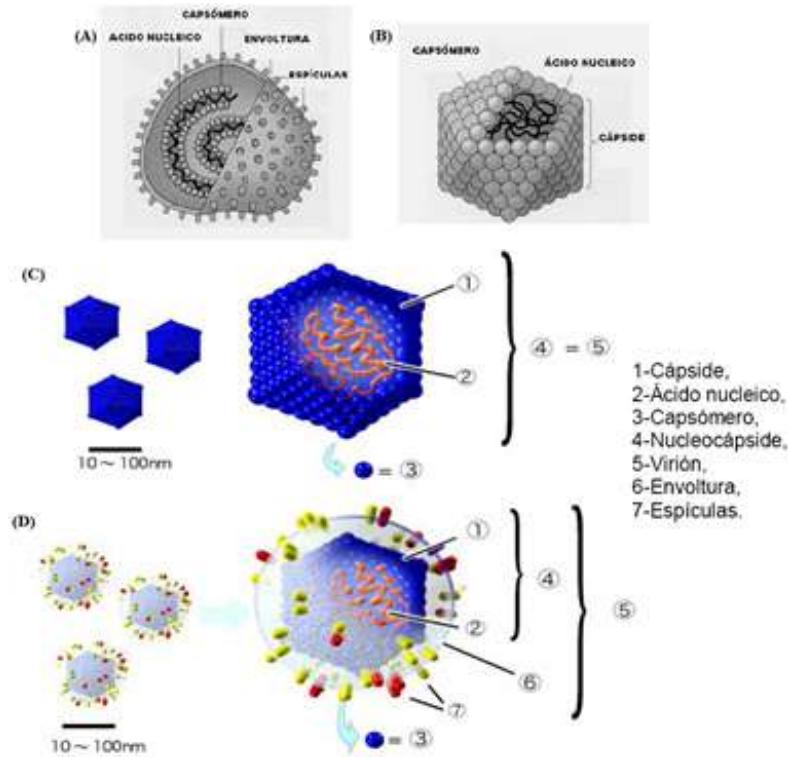 (A)
CAPSÓMERO
ACIDO NUCLEICO
ENVOLTURA
ESPÍCULAS
(B)
CAPSÓMERO
ÁCIDO NUCLEICO
CÁPSIDE
(C)
①
②
④ = ⑤
= ③
10 ~ 100nm
1-Cápside,
2-Ácido nucleico,
3-Capsómero,
4-Nucleocápside,
5-Virión,
6-Envoltura,
7-Espículas.
(D)
①
②
④
⑤
⑥
⑦
= ③
10 ~ 100nm